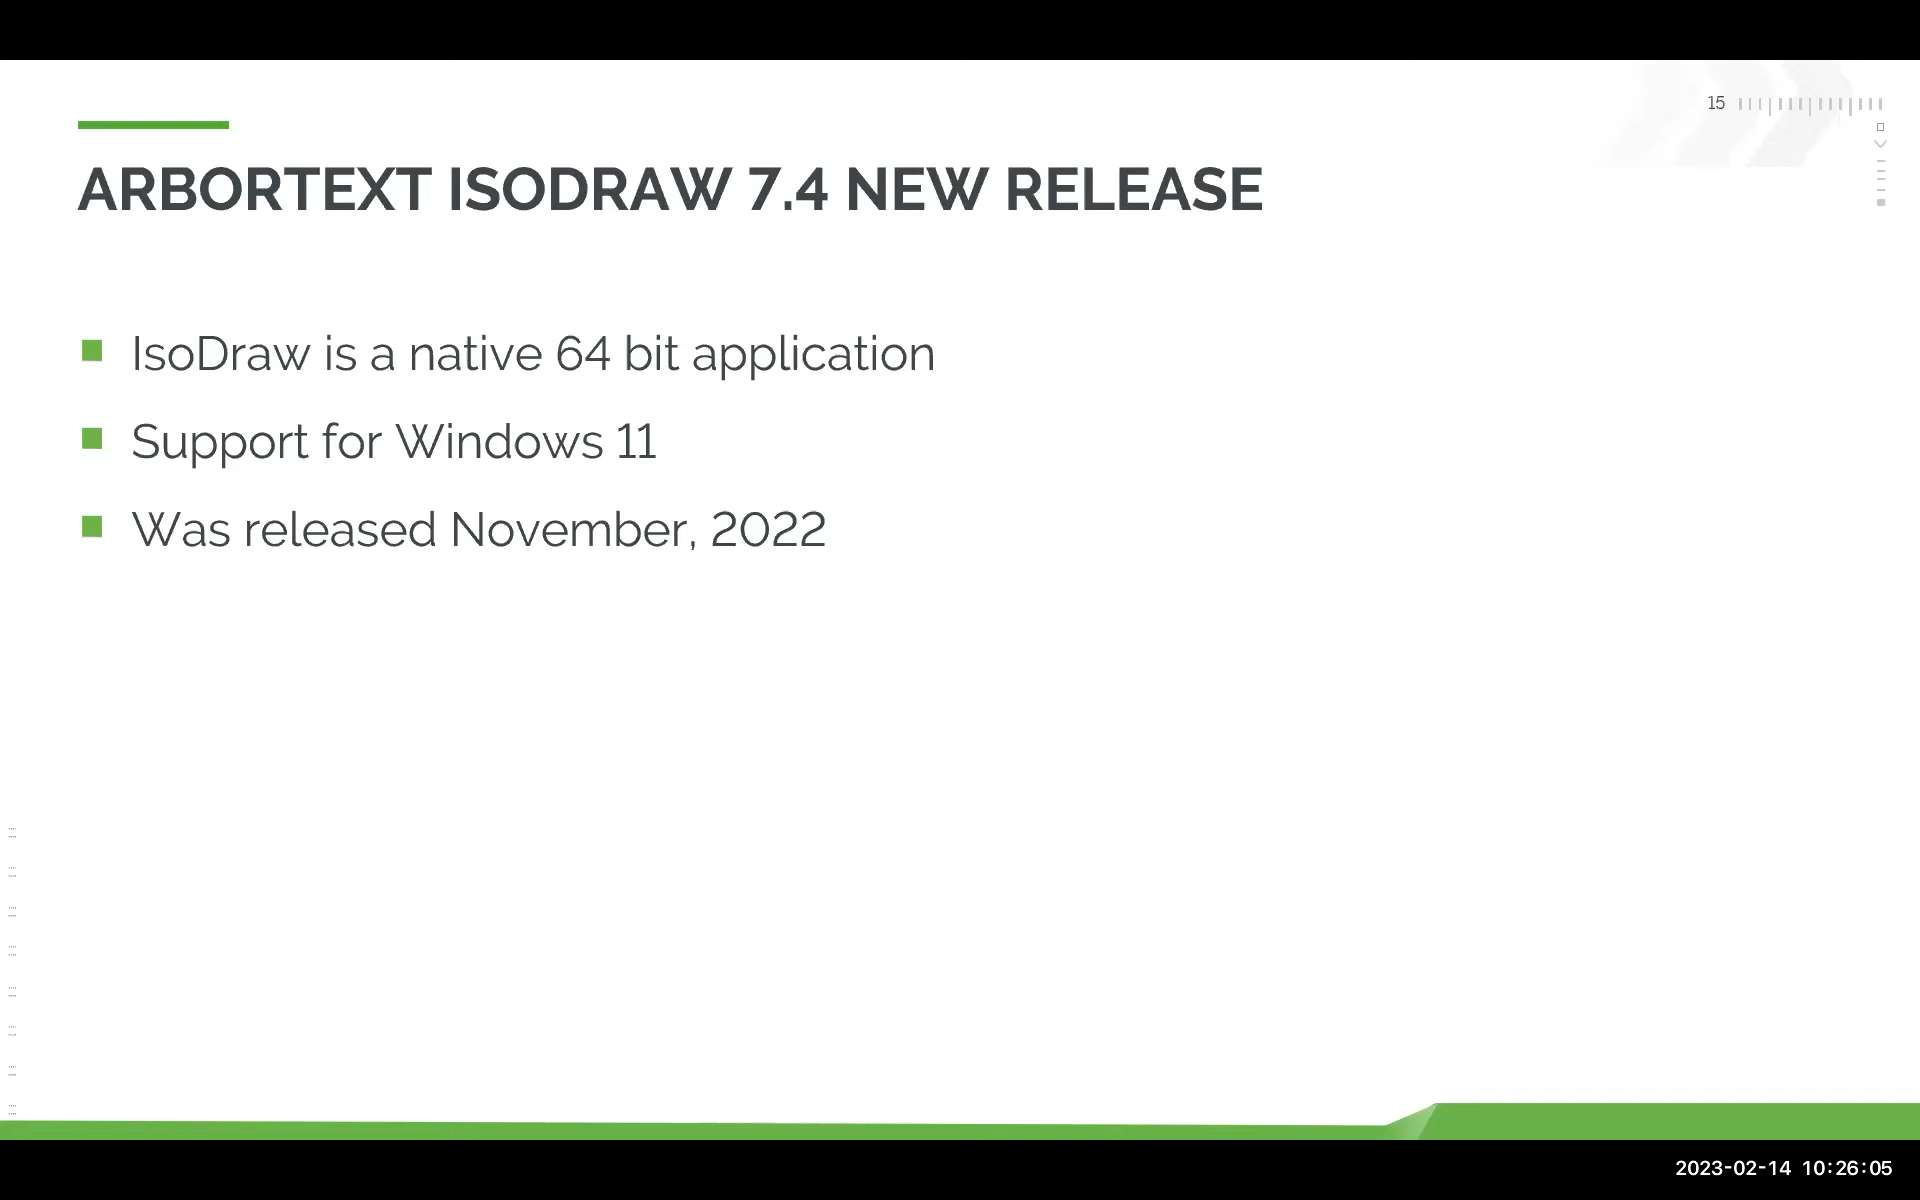 15
ARBORTEXT ISODRAW 7.4 NEW RELEASE
IsoDraw is a native 64 bit application
Support for Windows 11
Was released November, 2022
2023-02-14 10:26:05